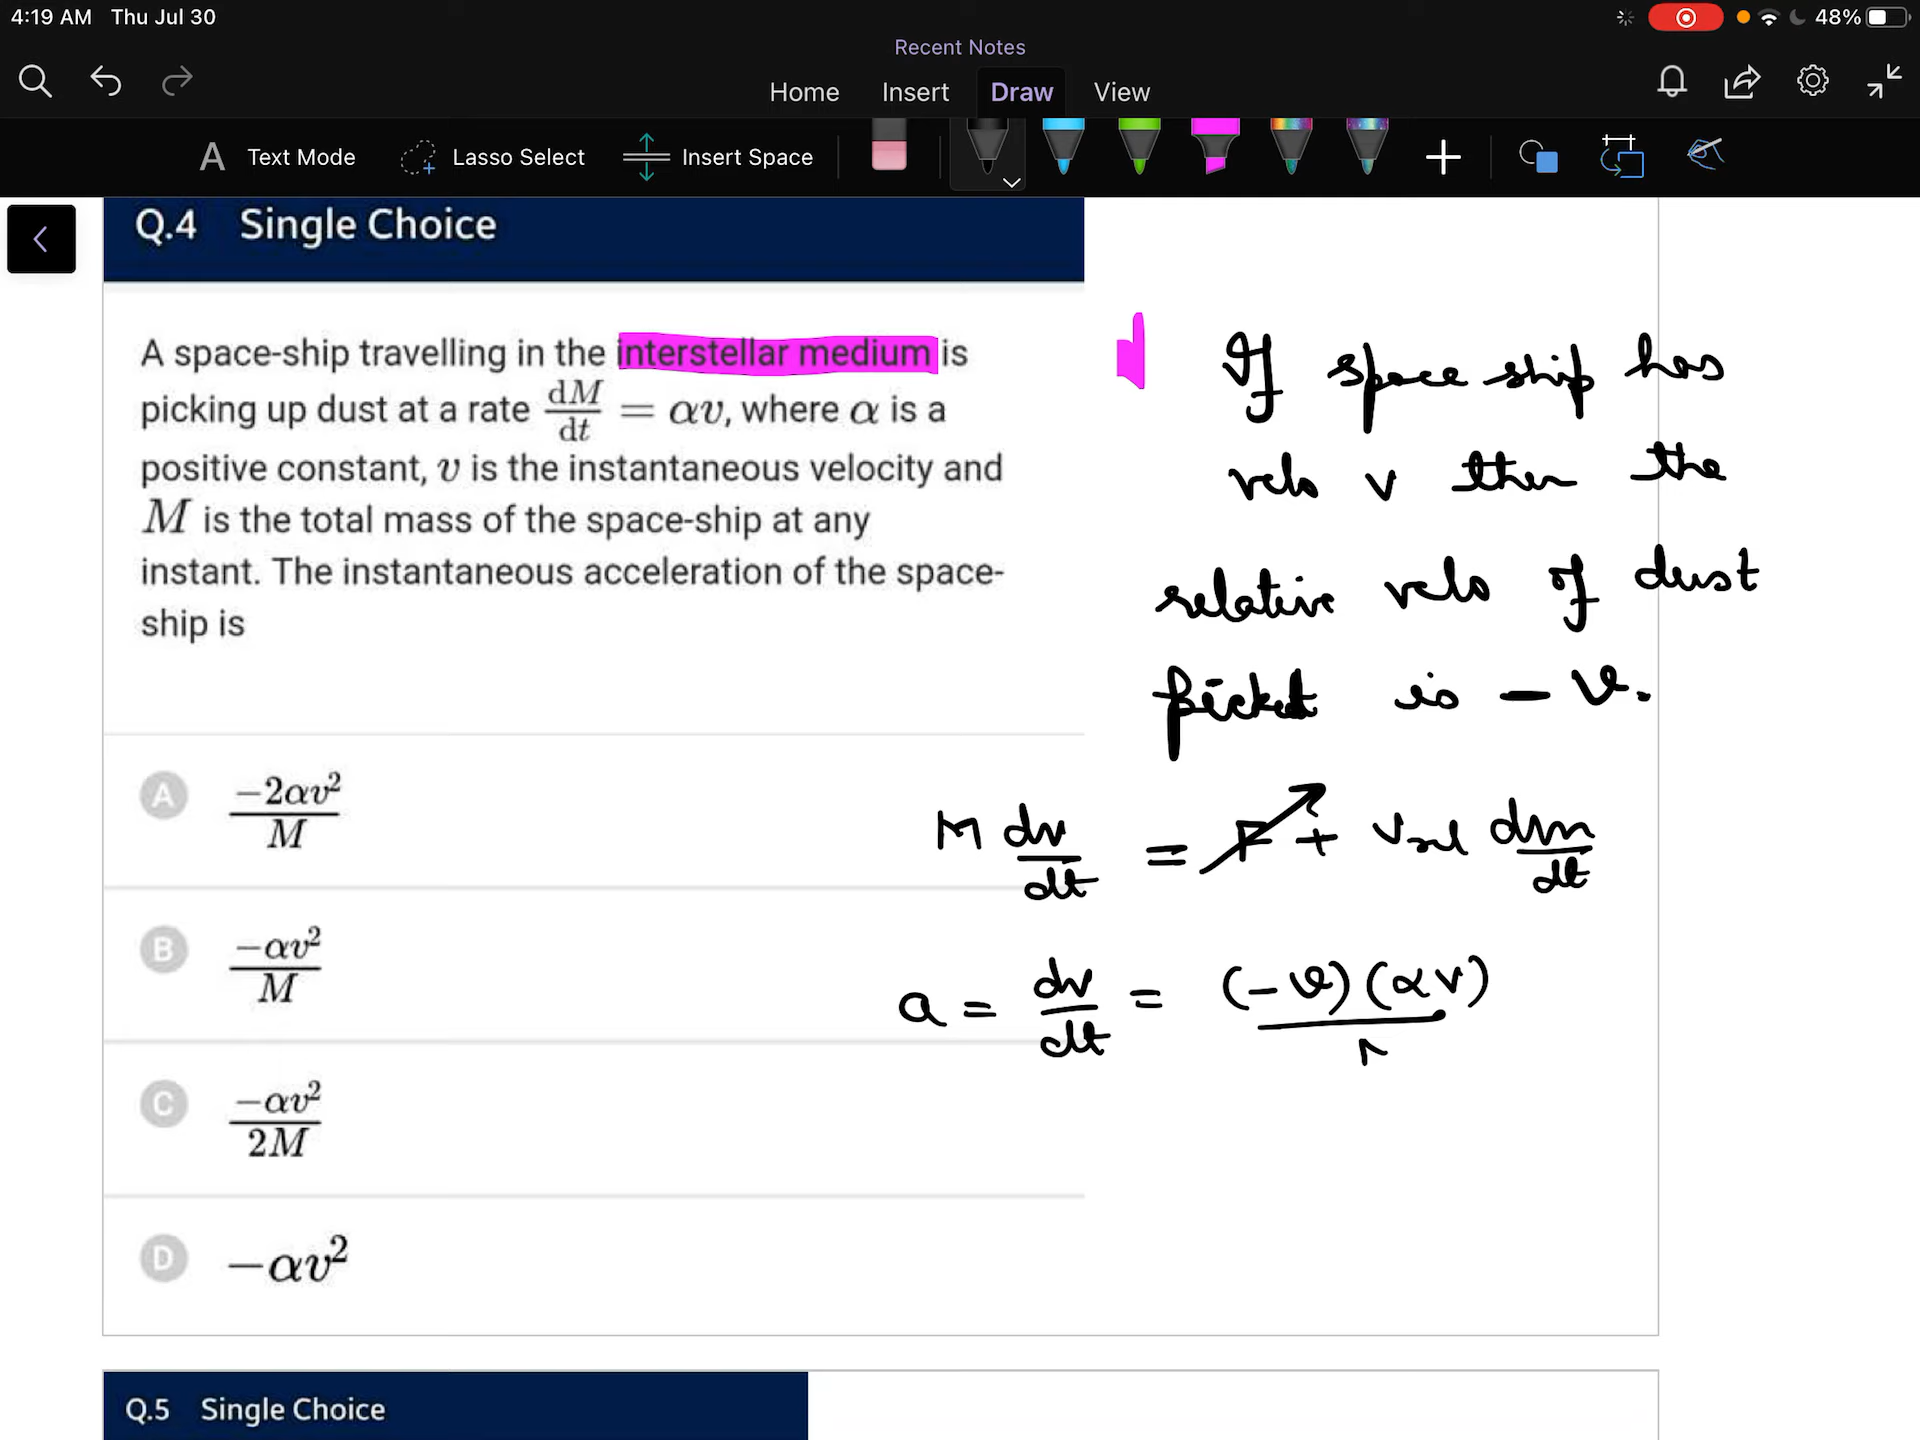 4:19 AM Thu Jul 30
48%
Recent Notes
Home Insert Draw View
A Text Mode Lasso Select Insert Space
Q.4 Single Choice
A space-ship travelling in the interstellar medium is
picking up dust at a rate dM/dt = αv, where α is a
positive constant, v is the instantaneous velocity and
M is the total mass of the space-ship at any
instant. The instantaneous acceleration of the space-
ship is
A -2αv²/M
B -αv²/M
C -αv²/2M
D -αv²
If space ship has
velo v then the
relative velo of dust
picked is - v.
M dv/dt = F + Vrel dm/dt
a = dv/dt = (-v)(αv)/
Q.5 Single Choice